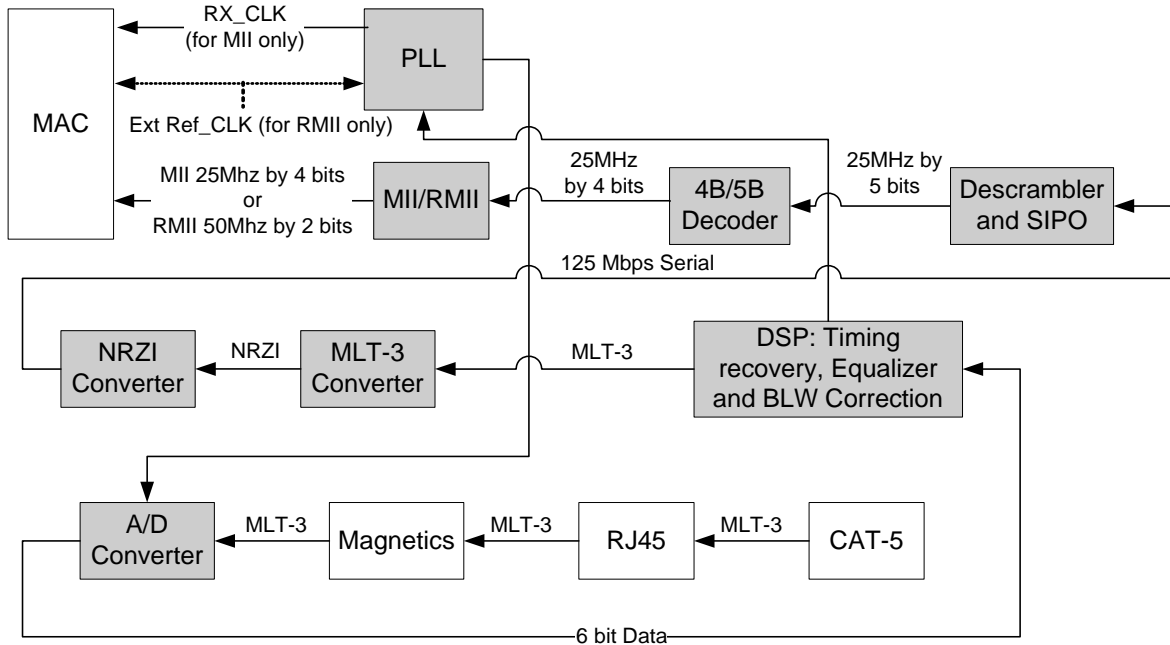 RX_CLK
(for MII only)
PLL
MAC
Ext Ref_CLK (for RMII only)
MII 25Mhz by 4 bits
or
RMII 50Mhz by 2 bits
MII/RMII
25MHz
by 4 bits
4B/5B
Decoder
25MHz by
5 bits
Descrambler
and SIPO
125 Mbps Serial
NRZI
Converter
NRZI
MLT-3
Converter
MLT-3
DSP: Timing
recovery, Equalizer
and BLW Correction
A/D
Converter
MLT-3
Magnetics
MLT-3
RJ45
MLT-3
CAT-5
6 bit Data